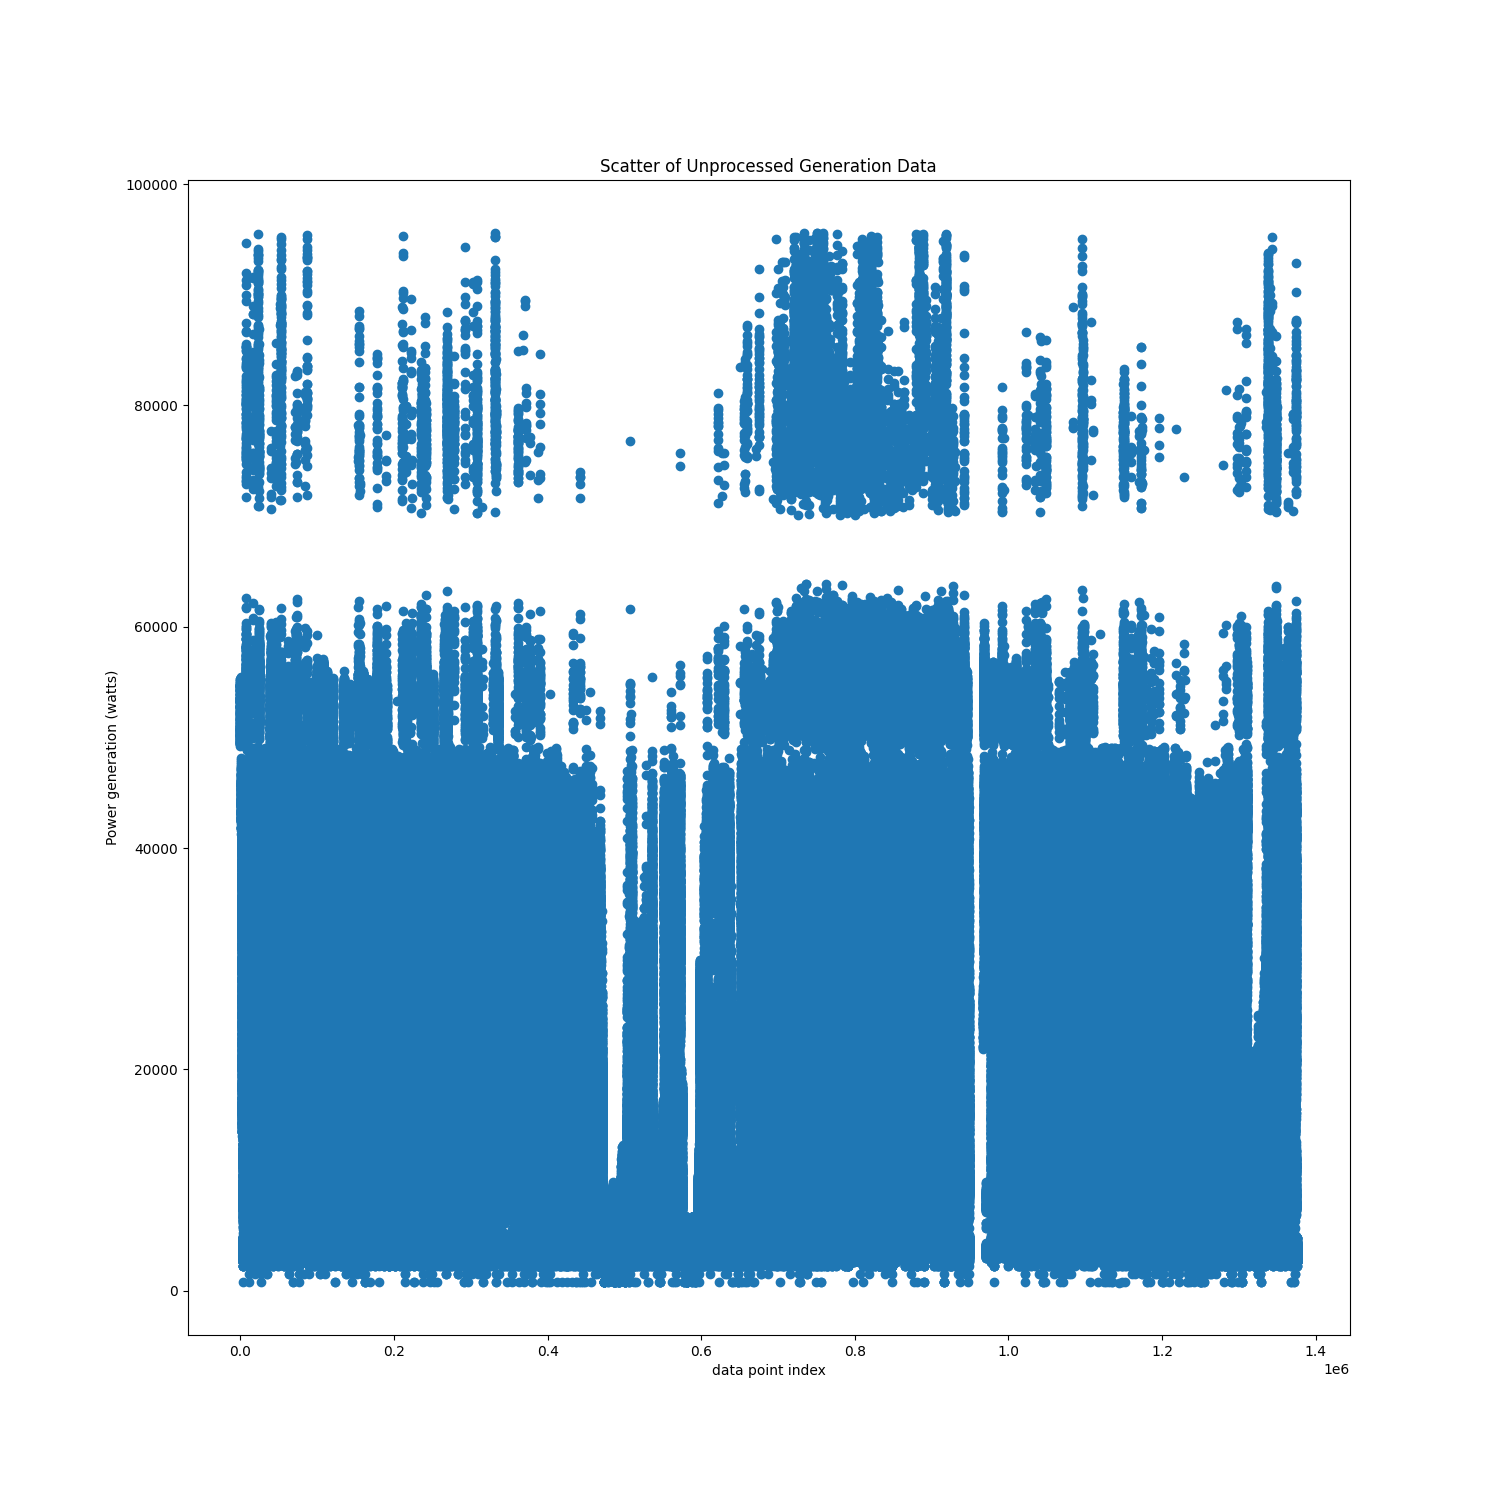 Scatter of Unprocessed Generation Data
100000
80000
60000
40000
20000
0
Power generation (watts)
0.0 0.2 0.4 0.6 0.8 1.0 1.2 1.4
1e6
data point index